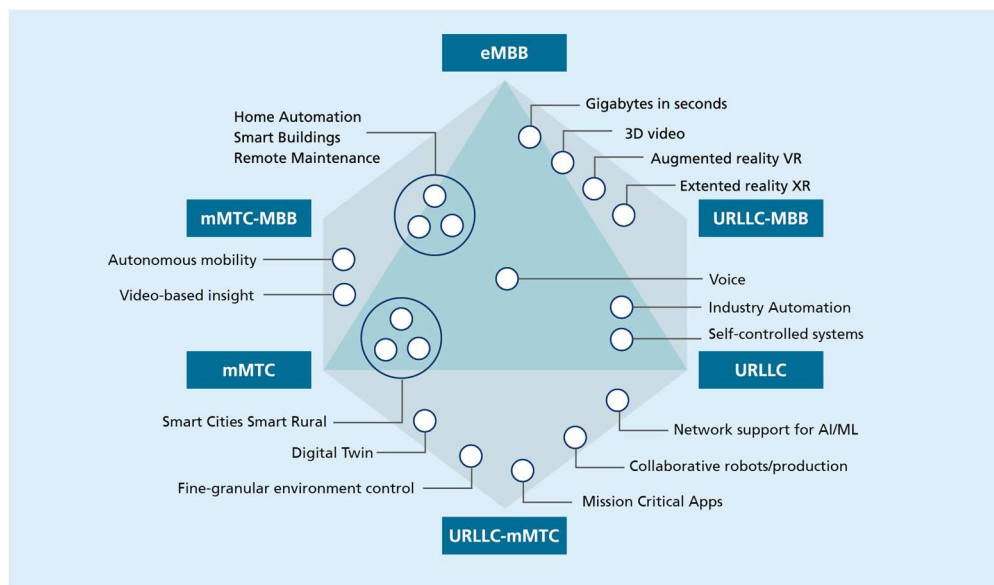 eMBB
Gigabytes in seconds
Home Automation
Smart Buildings
Remote Maintenance
3D video
Augmented reality VR
Extented reality XR
mMTC-MBB
URLLC-MBB
Autonomous mobility
Voice
Video-based insight
Industry Automation
Self-controlled systems
mMTC
URLLC
Smart Cities Smart Rural
Network support for AI/ML
Digital Twin
Collaborative robots/production
Fine-granular environment control
Mission Critical Apps
URLLC-mMTC